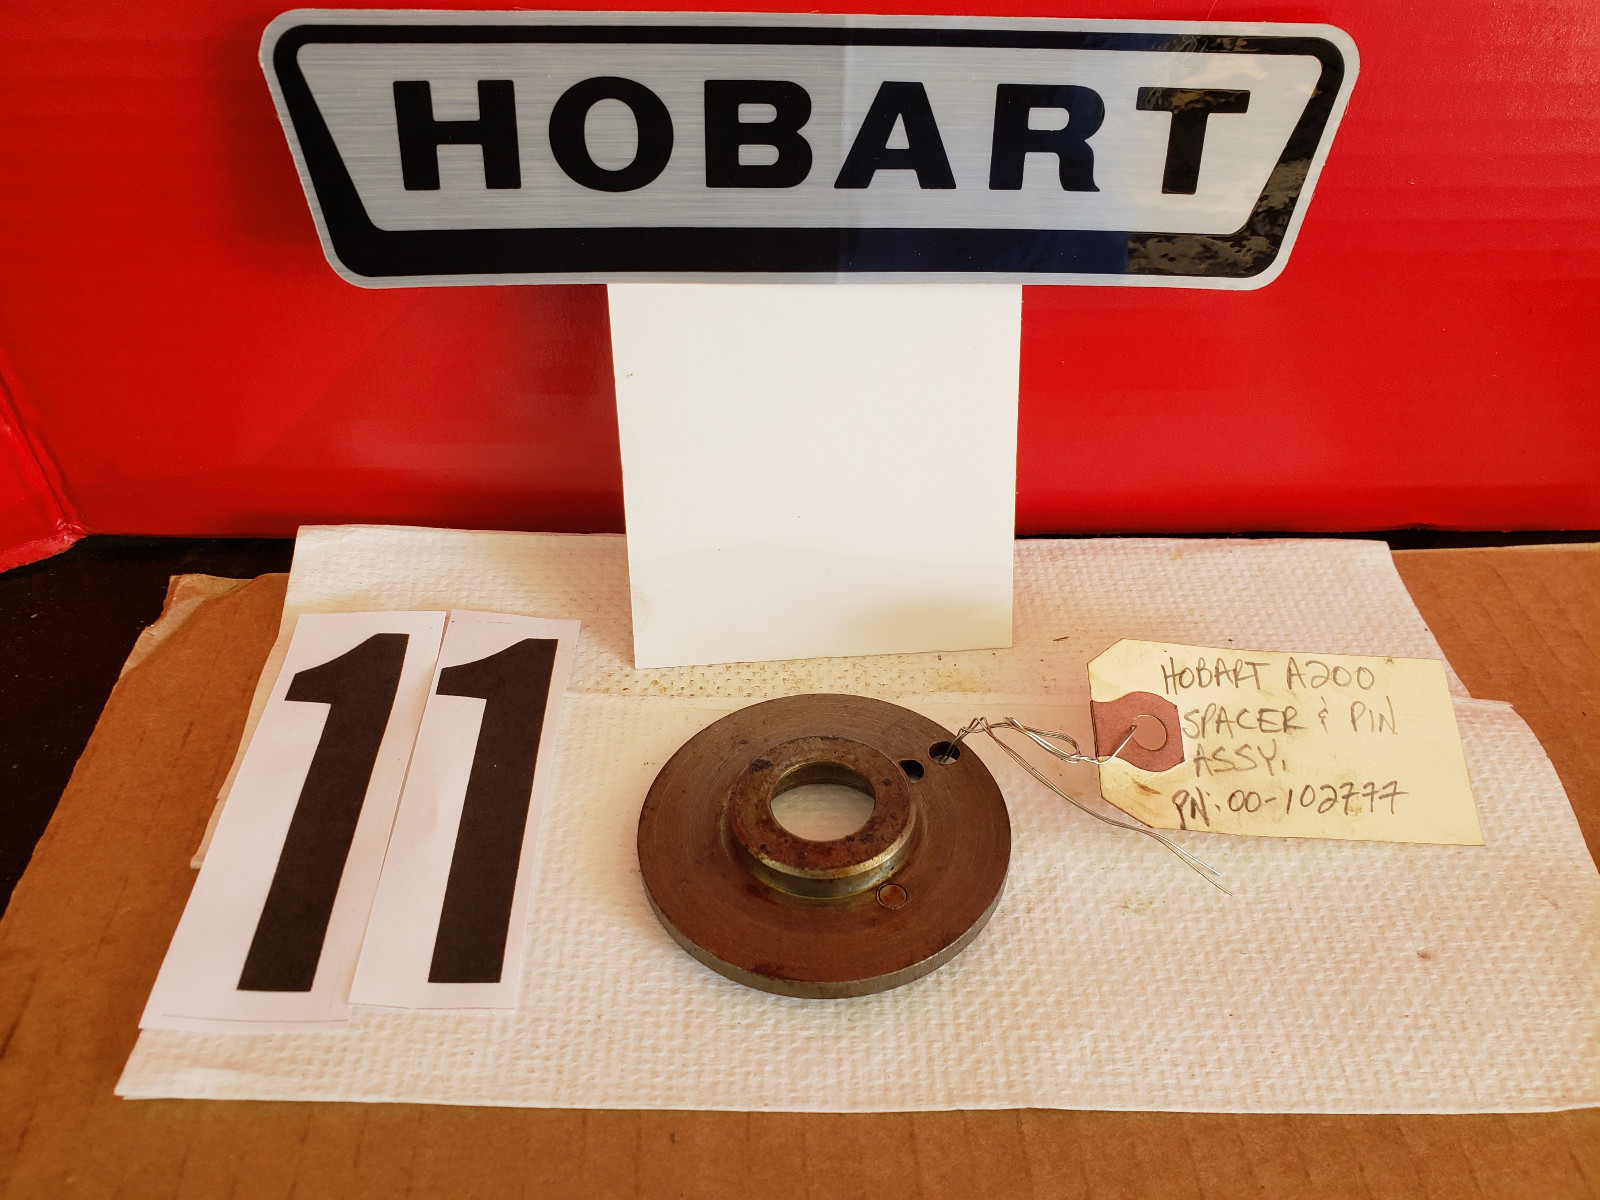 HOBART
11
HOBART A200
SPACER & PIN
ASSY.
PN: 00-102777